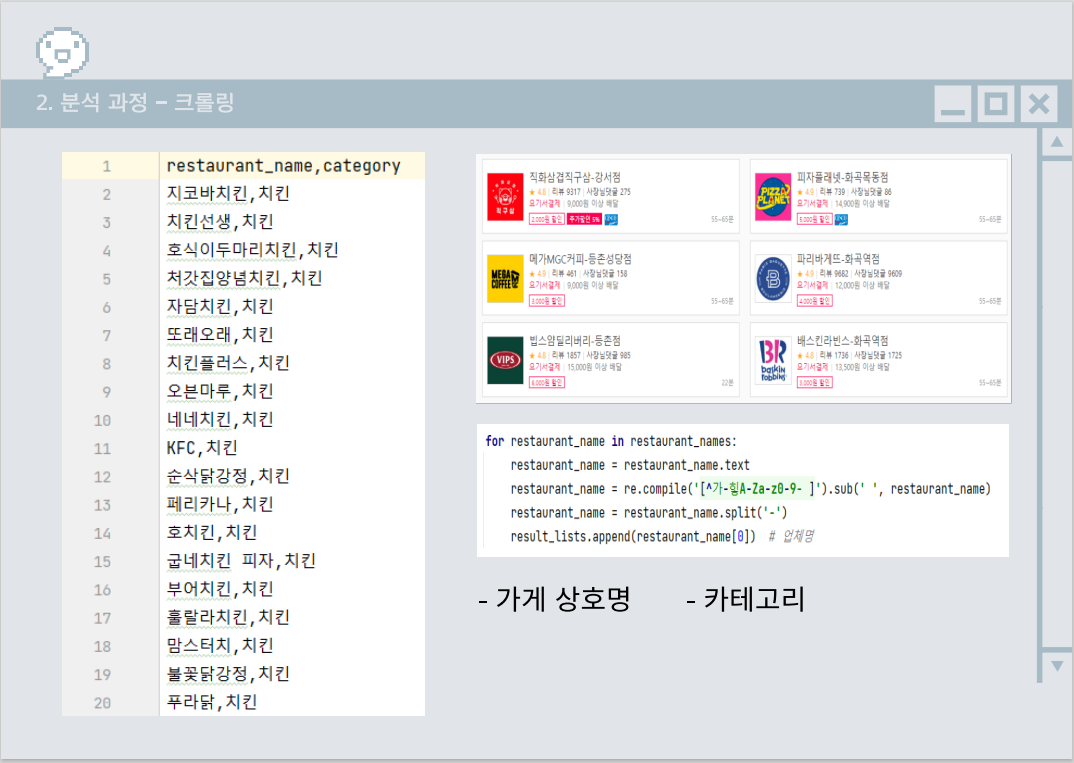 2. 분석 과정 – 크롤링
1 restaurant_name,category
2 지코바치킨,치킨
3 치킨선생,치킨
4 호식이두마리치킨,치킨
5 처갓집양념치킨,치킨
6 자담치킨,치킨
7 또래오래,치킨
8 치킨플러스,치킨
9 오븐마루,치킨
10 네네치킨,치킨
11 KFC,치킨
12 순삭닭강정,치킨
13 페리카나,치킨
14 호치킨,치킨
15 굽네치킨 피자,치킨
16 부어치킨,치킨
17 훌랄라치킨,치킨
18 맘스터치,치킨
19 불꽃닭강정,치킨
20 푸라닭,치킨
직구삼
직화삼겹직구삼-강서점
★ 4.8 | 리뷰 9317 | 사장님댓글 275
요기서결제 | 9,000원 이상 배달
2,000원 할인 추가할인 5%
55~65분
PIZZA PLANET
피자플래넷-화곡목동점
★ 4.9 | 리뷰 739 | 사장님댓글 86
요기서결제 | 14,900원 이상 배달
5,000원 할인
55~65분
MEGA COFFEE
메가MGC커피-등촌성당점
★ 4.9 | 리뷰 461 | 사장님댓글 158
요기서결제 | 9,000원 이상 배달
3,000원 할인
55~65분
파리바게뜨-화곡역점
★ 4.9 | 리뷰 9682 | 사장님댓글 9609
요기서결제 | 12,000원 이상 배달
4,000원 할인
55~65분
VIPS
빕스얌딜리버리-등촌점
★ 4.8 | 리뷰 1857 | 사장님댓글 985
요기서결제 | 15,000원 이상 배달
6,000원 할인
22분
BR baskin robbins
배스킨라빈스-화곡역점
★ 4.8 | 리뷰 1736 | 사장님댓글 1725
요기서결제 | 13,500원 이상 배달
3,000원 할인
55~65분
for restaurant_name in restaurant_names:
restaurant_name = restaurant_name.text
restaurant_name = re.compile('[^가-힣A-Za-z0-9- ]').sub(' ', restaurant_name)
restaurant_name = restaurant_name.split('-')
result_lists.append(restaurant_name[0]) # 업체명
- 가게 상호명 - 카테고리